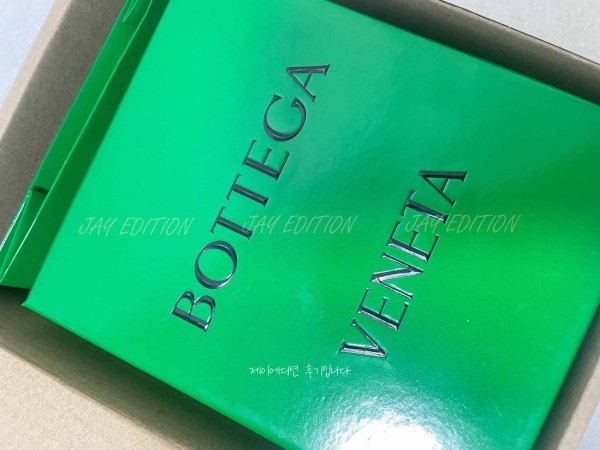 BOTTEGA
VENETA
JAY EDITION JAY EDITION JAY EDITION
제이에디션 후기입니다